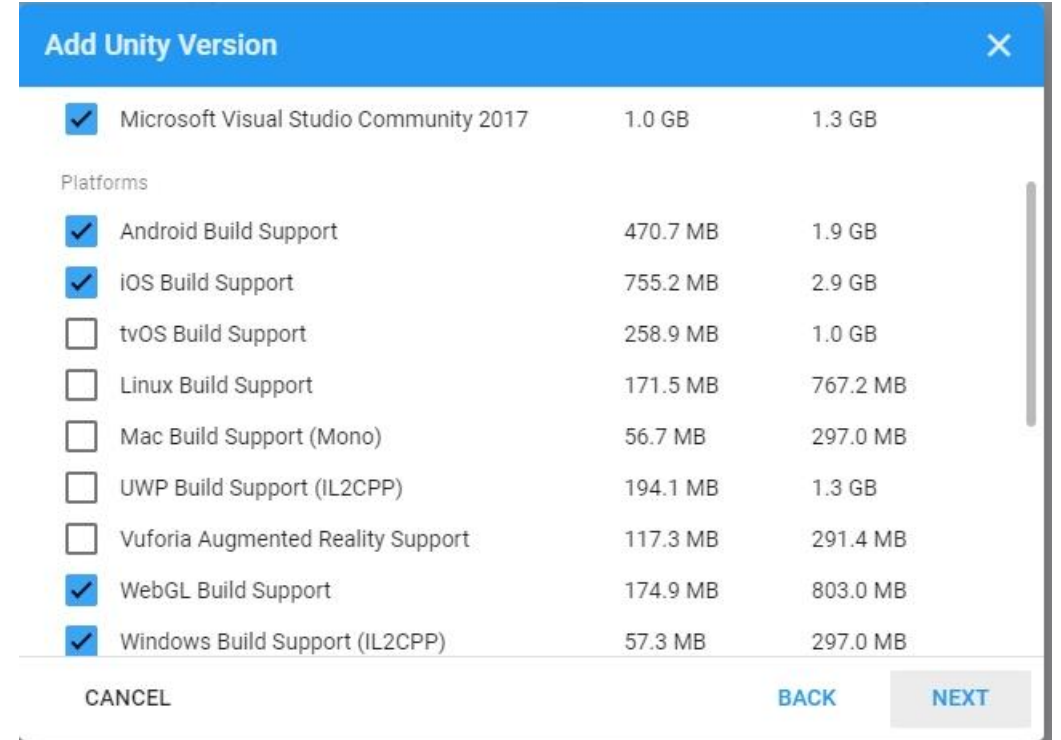 Add Unity Version
Microsoft Visual Studio Community 2017 1.0 GB 1.3 GB
Platforms
Android Build Support 470.7 MB 1.9 GB
iOS Build Support 755.2 MB 2.9 GB
tvOS Build Support 258.9 MB 1.0 GB
Linux Build Support 171.5 MB 767.2 MB
Mac Build Support (Mono) 56.7 MB 297.0 MB
UWP Build Support (IL2CPP) 194.1 MB 1.3 GB
Vuforia Augmented Reality Support 117.3 MB 291.4 MB
WebGL Build Support 174.9 MB 803.0 MB
Windows Build Support (IL2CPP) 57.3 MB 297.0 MB
CANCEL BACK NEXT